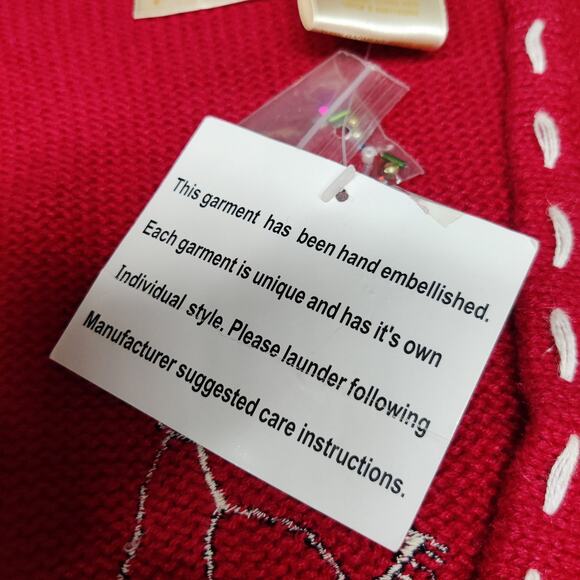 This garment has been hand embellished.
Each garment is unique and has it's own
Individual style. Please launder following
Manufacturer suggested care instructions.